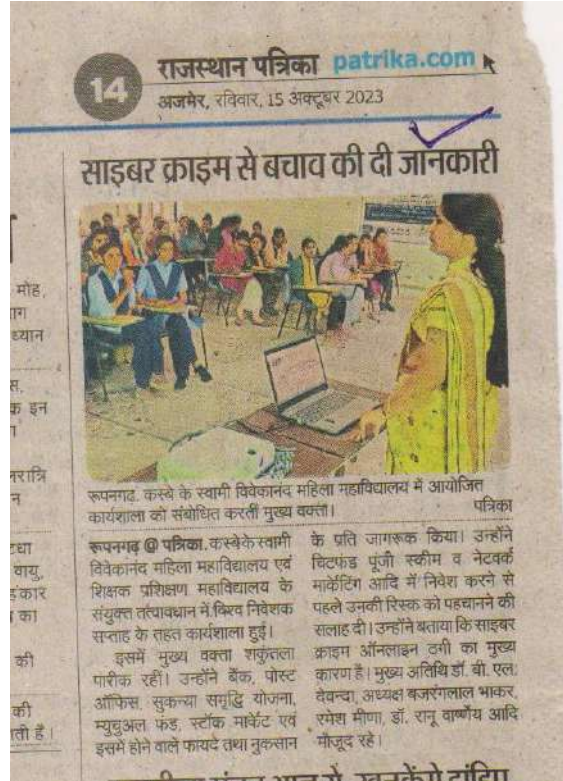 14
राजस्थान पत्रिका patrika.com
अजमेर, रविवार, 15 अक्टूबर 2023
साइबर क्राइम से बचाव की दी जानकारी
रूपनगढ़. कस्बे के स्वामी विवेकानंद महिला महाविद्यालय में आयोजित
कार्यशाला को संबोधित करतीं मुख्य वक्ता।
पत्रिका
रूपनगढ़ @ पत्रिका. कस्बे के स्वामी
विवेकानंद महिला महाविद्यालय एवं
शिक्षक प्रशिक्षण महाविद्यालय के
संयुक्त तत्वावधान में विश्व निवेशक
सप्ताह के तहत कार्यशाला हुई।
इसमें मुख्य वक्ता शकुंतला
पारीक रहीं। उन्होंने बैंक, पोस्ट
ऑफिस, सुकन्या समृद्धि योजना,
म्युचुअल फंड, स्टॉक मार्केट एवं
इसमें होने वाले फायदे तथा नुकसान
के प्रति जागरूक किया। उन्होंने
चिटफंड पूंजी स्कीम व नेटवर्क
मार्केटिंग आदि में निवेश करने से
पहले उनकी रिस्क को पहचानने की
सलाह दी। उन्होंने बताया कि साइबर
क्राइम ऑनलाइन ठगी का मुख्य
कारण है। मुख्य अतिथि डॉ. बी. एल.
देवन्दा, अध्यक्ष बजरंगलाल भाकर,
रमेश मीणा, डॉ. रानू वार्ष्णेय आदि
मौजूद रहे।
मोह,
ध्यान
क इन
वायु,
का
की
की